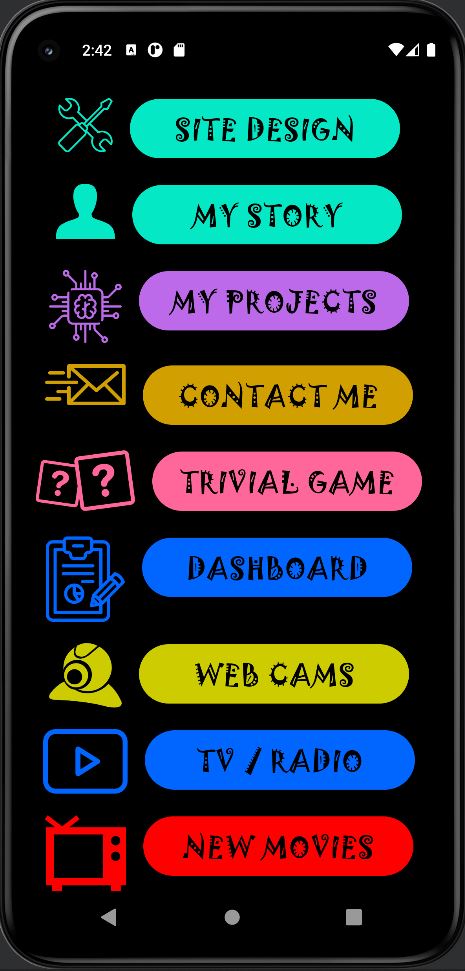 2:42
A
SITE DESIGN
MY STORY
MY PROJECTS
CONTACT ME
? ?
TRIVIAL GAME
DASHBOARD
WEB CAMS
TV / RADIO
NEW MOVIES